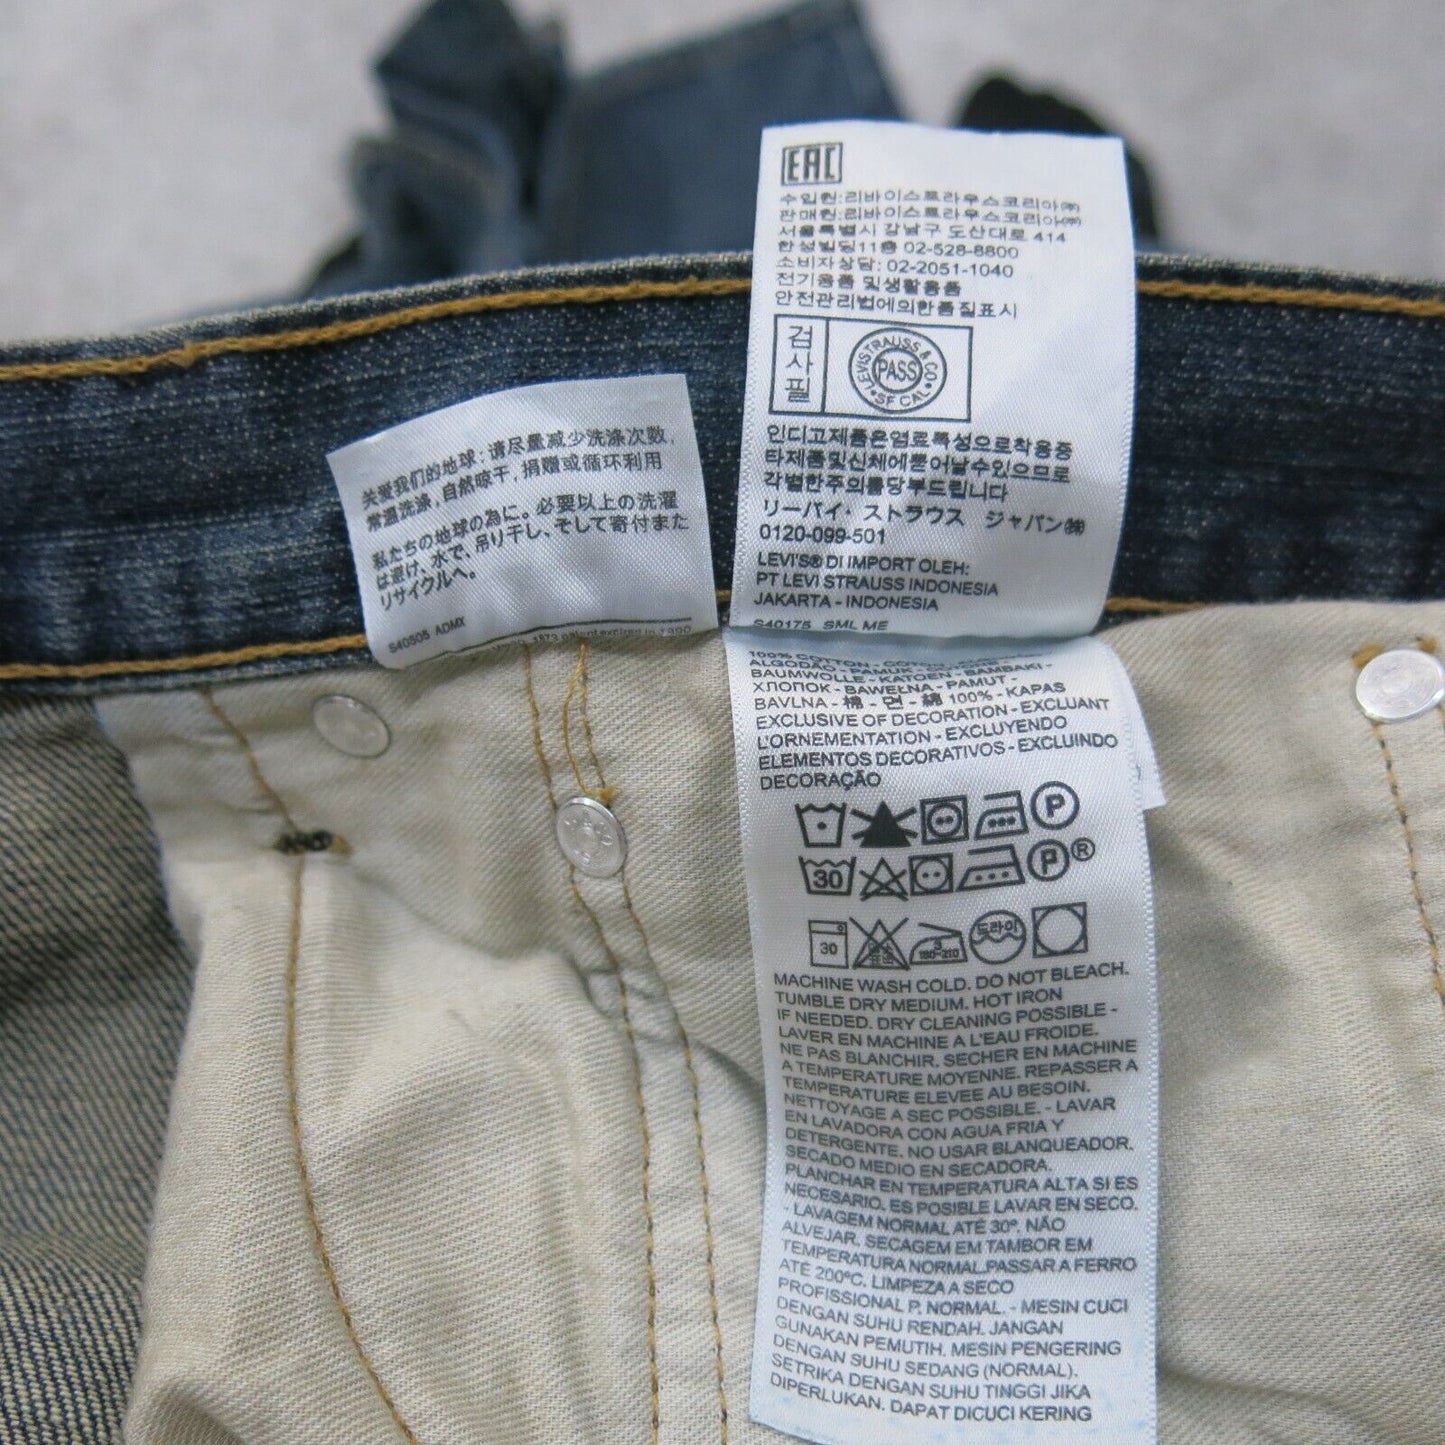 EAC
수입원:리바이스트라우스코리아㈜
판매원:리바이스트라우스코리아㈜
서울특별시 강남구 도산대로 414
한성빌딩11층 02-528-8800
소비자상담: 02-2051-1040
전기용품 및생활용품
안전관리법에의한품질표시
검
사
필
LEVI STRAUSS & CO
PASS
SF CAL
인디고제품은염료특성으로착용중
타제품및신체에묻어날수있으므로
각별한주의를당부드립니다
リーバイ・ストラウス ジャパン㈱
0120-099-501
LEVI'S® DI IMPORT OLEH:
PT LEVI STRAUSS INDONESIA
JAKARTA - INDONESIA
S40175 SML ME
关爱我们的地球:请尽量减少洗涤次数,
常温洗涤,自然晾干,捐赠或循环利用
私たちの地球の為に。必要以上の洗濯
は避け、水で、吊り干し、そして寄付また
リサイクルへ。
S40505 ADMX
100% COTTON
ALGODÃO - PAMUK
BAUMWOLLE - KATOEN - BAMBAKI -
ХЛОПОК - BAWEŁNA - PAMUT -
BAVLNA - 棉 - 면 - 綿 100% - KAPAS
EXCLUSIVE OF DECORATION - EXCLUANT
L'ORNEMENTATION - EXCLUYENDO
ELEMENTOS DECORATIVOS - EXCLUINDO
DECORAÇÃO
P
30 P ®
30 표백 3 180-210 드라이
MACHINE WASH COLD. DO NOT BLEACH.
TUMBLE DRY MEDIUM. HOT IRON
IF NEEDED. DRY CLEANING POSSIBLE -
LAVER EN MACHINE A L'EAU FROIDE.
NE PAS BLANCHIR. SECHER EN MACHINE
A TEMPERATURE MOYENNE. REPASSER A
TEMPERATURE ELEVEE AU BESOIN.
NETTOYAGE A SEC POSSIBLE. - LAVAR
EN LAVADORA CON AGUA FRIA Y
DETERGENTE. NO USAR BLANQUEADOR.
SECADO MEDIO EN SECADORA.
PLANCHAR EN TEMPERATURA ALTA SI ES
NECESARIO. ES POSIBLE LAVAR EN SECO.
- LAVAGEM NORMAL ATÉ 30º. NÃO
ALVEJAR. SECAGEM EM TAMBOR EM
TEMPERATURA NORMAL.PASSAR A FERRO
ATÉ 200ºC. LIMPEZA A SECO
PROFISSIONAL P. NORMAL. - MESIN CUCI
DENGAN SUHU RENDAH. JANGAN
GUNAKAN PEMUTIH. MESIN PENGERING
DENGAN SUHU SEDANG (NORMAL).
SETRIKA DENGAN SUHU TINGGI JIKA
DIPERLUKAN. DAPAT DICUCI KERING